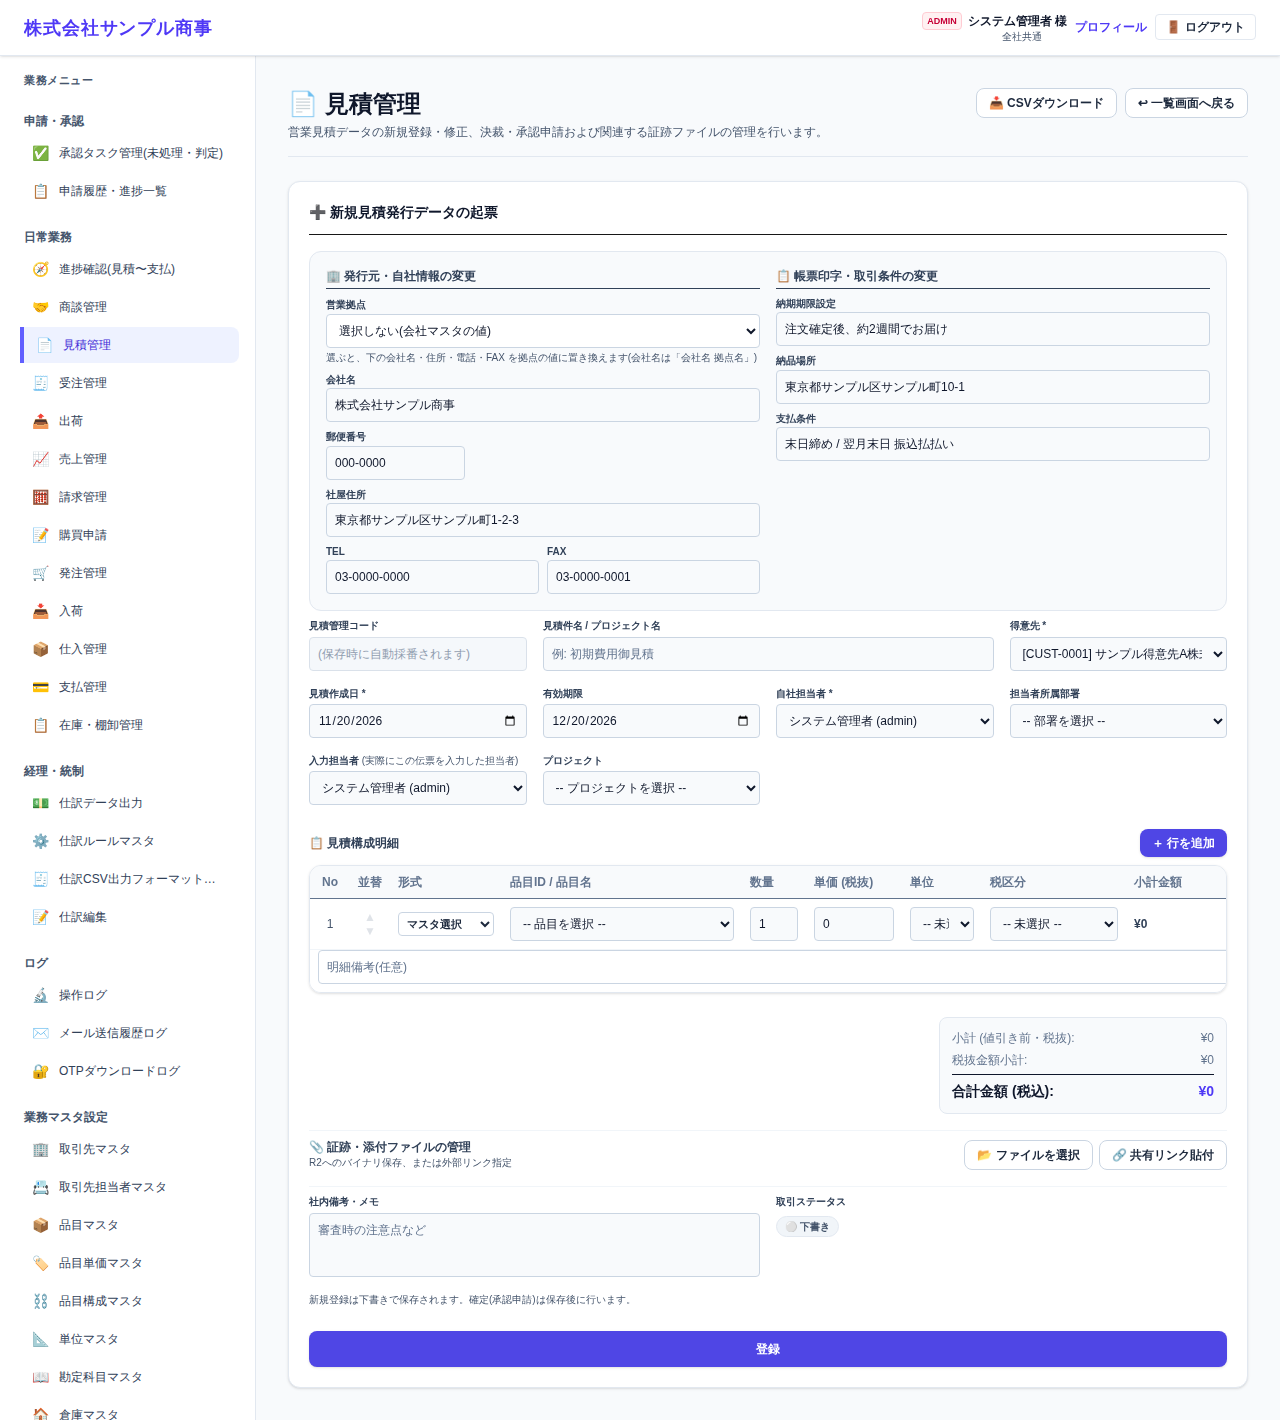 株式会社サンプル商事
ADMIN システム管理者 様
全社共通
プロフィール
ログアウト
業務メニュー
申請・承認
承認タスク管理(未処理・判定)
申請履歴・進捗一覧
日常業務
進捗確認(見積〜支払)
商談管理
見積管理
受注管理
出荷
売上管理
請求管理
購買申請
発注管理
入荷
仕入管理
支払管理
在庫・棚卸管理
経理・統制
仕訳データ出力
仕訳ルールマスタ
仕訳CSV出力フォーマット…
仕訳編集
ログ
操作ログ
メール送信履歴ログ
OTPダウンロードログ
業務マスタ設定
取引先マスタ
取引先担当者マスタ
品目マスタ
品目単価マスタ
品目構成マスタ
単位マスタ
勘定科目マスタ
倉庫マスタ
見積管理
営業見積データの新規登録・修正、決裁・承認申請および関連する証跡ファイルの管理を行います。
CSVダウンロード
↩ 一覧画面へ戻る
➕ 新規見積発行データの起票
発行元・自社情報の変更
営業拠点
選択しない(会社マスタの値)
選ぶと、下の会社名・住所・電話・FAX を拠点の値に置き換えます(会社名は「会社名 拠点名」)
会社名
株式会社サンプル商事
郵便番号
000-0000
社屋住所
東京都サンプル区サンプル町1-2-3
TEL
FAX
03-0000-0000
03-0000-0001
帳票印字・取引条件の変更
納期期限設定
注文確定後、約2週間でお届け
納品場所
東京都サンプル区サンプル町10-1
支払条件
末日締め / 翌月末日 振込払払い
見積管理コード
見積件名 / プロジェクト名
得意先 *
(保存時に自動採番されます)
例: 初期費用御見積
[CUST-0001] サンプル得意先A株
見積作成日 *
有効期限
自社担当者 *
担当者所属部署
11/20/2026
12/20/2026
システム管理者 (admin)
-- 部署を選択 --
入力担当者 (実際にこの伝票を入力した担当者)
プロジェクト
システム管理者 (admin)
-- プロジェクトを選択 --
見積構成明細
＋ 行を追加
No 並替 形式 品目ID / 品目名 数量 単価 (税抜) 単位 税区分 小計金額
1 ▲ ▼ マスタ選択 -- 品目を選択 -- 1 0 -- 未 -- 未選択 -- ¥0
明細備考(任意)
小計 (値引き前・税抜): ¥0
税抜金額小計: ¥0
合計金額 (税込): ¥0
証跡・添付ファイルの管理
R2へのバイナリ保存、または外部リンク指定
ファイルを選択
共有リンク貼付
社内備考・メモ
取引ステータス
審査時の注意点など
下書き
新規登録は下書きで保存されます。確定(承認申請)は保存後に行います。
登録